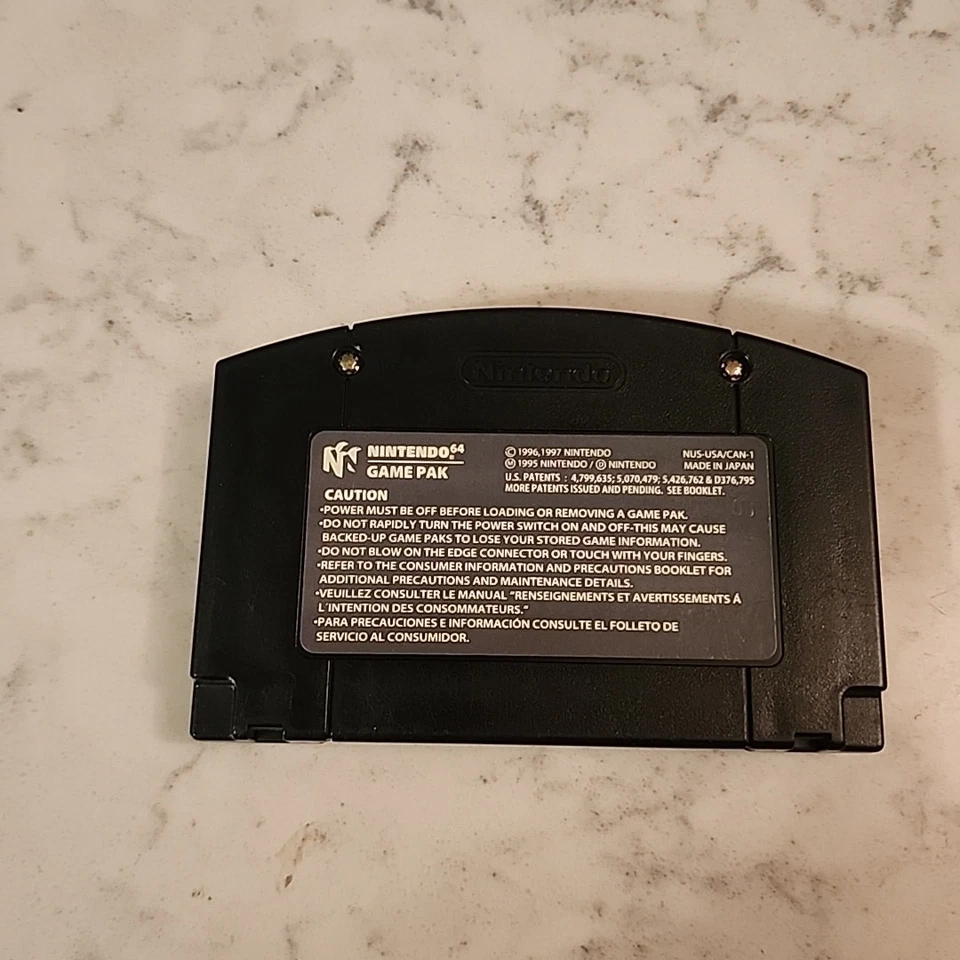 Nintendo
NINTENDO 64 ©1996,1997 NINTENDO NUS-USA/CAN-1
GAME PAK Ⓜ 1995 NINTENDO / Ⓟ NINTENDO MADE IN JAPAN
U.S. PATENTS : 4,799,635; 5,070,479; 5,426,762 & D376,795
MORE PATENTS ISSUED AND PENDING. SEE BOOKLET.
CAUTION
•POWER MUST BE OFF BEFORE LOADING OR REMOVING A GAME PAK.
•DO NOT RAPIDLY TURN THE POWER SWITCH ON AND OFF-THIS MAY CAUSE
BACKED-UP GAME PAKS TO LOSE YOUR STORED GAME INFORMATION.
•DO NOT BLOW ON THE EDGE CONNECTOR OR TOUCH WITH YOUR FINGERS.
•REFER TO THE CONSUMER INFORMATION AND PRECAUTIONS BOOKLET FOR
ADDITIONAL PRECAUTIONS AND MAINTENANCE DETAILS.
•VEUILLEZ CONSULTER LE MANUAL "RENSEIGNEMENTS ET AVERTISSEMENTS Á
L'INTENTION DES CONSOMMATEURS."
•PARA PRECAUCIONES E INFORMACIÓN CONSULTE EL FOLLETO DE
SERVICIO AL CONSUMIDOR.